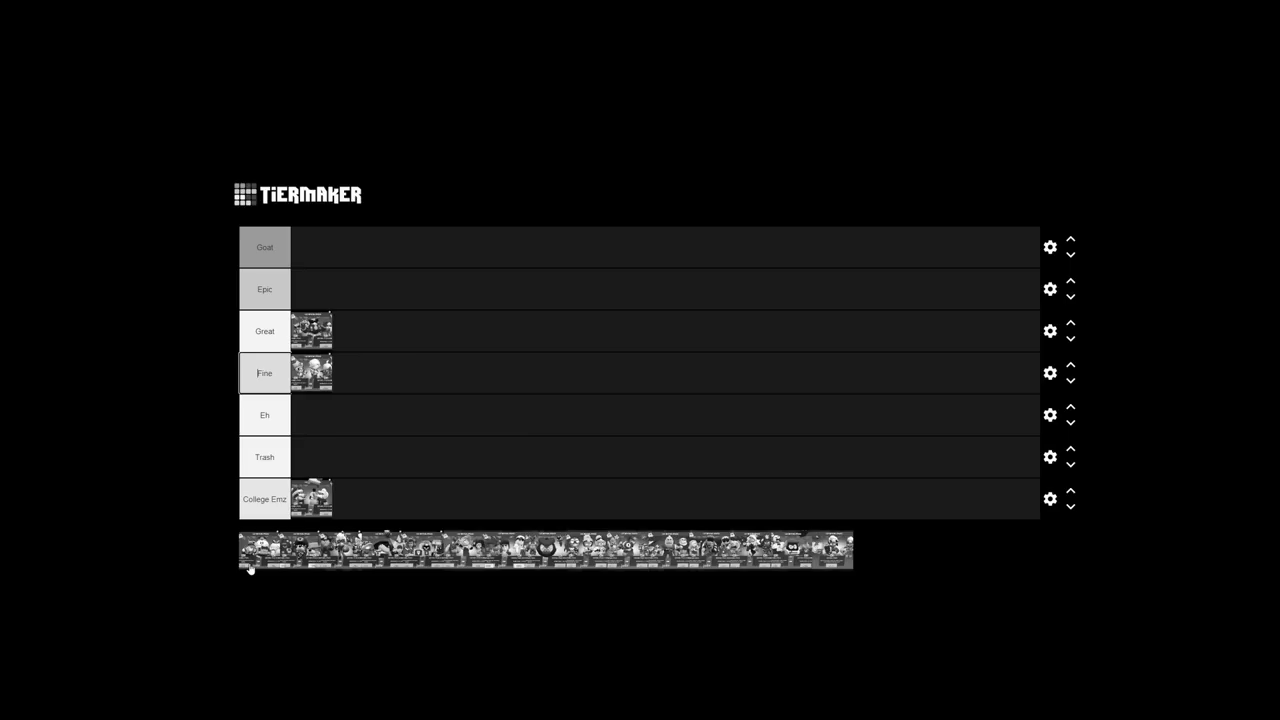 TiERMAKER
Goat
Epic
Great
Fine
Eh
Trash
College Emz